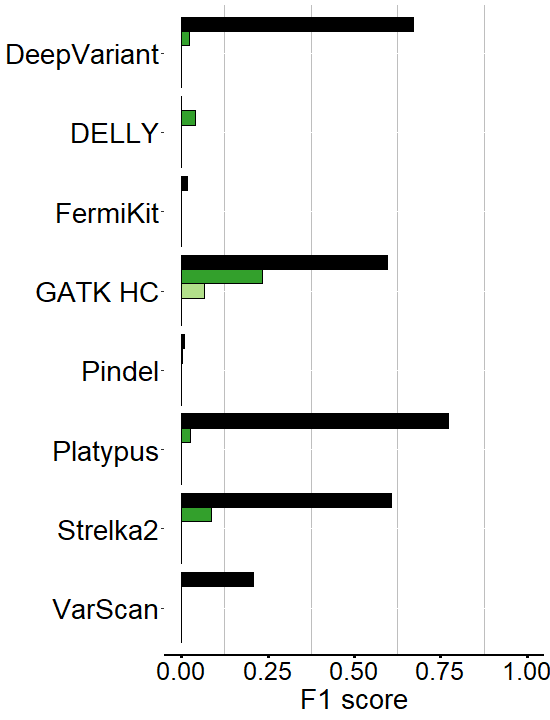 DeepVariant
DELLY
FermiKit
GATK HC
Pindel
Platypus
Strelka2
VarScan
0.00 0.25 0.50 0.75 1.00
F1 score